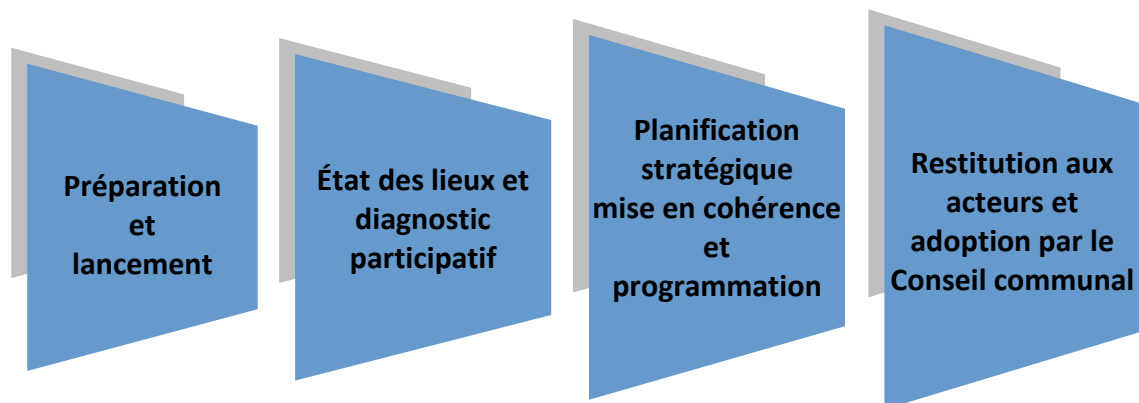 Préparation
et
lancement
État des lieux et
diagnostic
participatif
Planification
stratégique
mise en cohérence
et
programmation
Restitution aux
acteurs et
adoption par le
Conseil communal